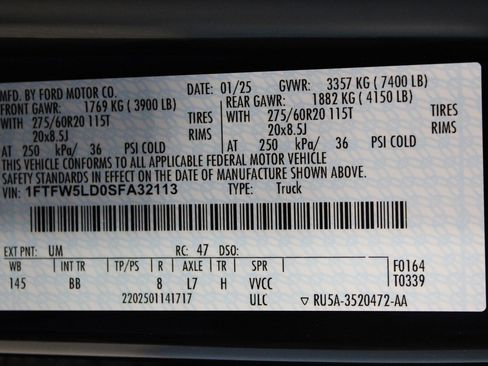 MFD. BY FORD MOTOR CO. DATE: 01/25 GVWR: 3357 KG (7400 LB)
FRONT GAWR: 1769 KG (3900 LB) REAR GAWR: 1882 KG (4150 LB)
WITH 275/60R20 115T TIRES WITH 275/60R20 115T TIRES
20x8.5J RIMS 20x8.5J RIMS
AT 250 kPa/ 36 PSI COLD AT 250 kPa/ 36 PSI COLD
THIS VEHICLE CONFORMS TO ALL APPLICABLE FEDERAL MOTOR VEHICLE
SAFETY STANDARDS IN EFFECT ON THE DATE OF MANUFACTURE SHOWN ABOVE.
VIN: 1FTFW5LD0SFA32113 TYPE: Truck
EXT PNT: UM RC: 47 DSO:
WB INT TR TP/PS R AXLE TR SPR F0164
145 BB 8 L7 H VVCC T0339
2202501141717 ULC ▽ RU5A-3520472-AA